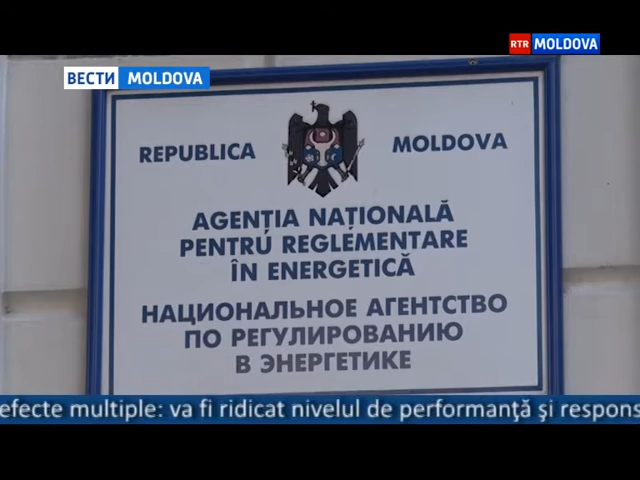 RTR MOLDOVA
ВЕСТИ MOLDOVA
REPUBLICA MOLDOVA
AGENȚIA NAȚIONALĂ
PENTRU REGLEMENTARE
ÎN ENERGETICĂ
НАЦИОНАЛЬНОЕ АГЕНТСТВО
ПО РЕГУЛИРОВАНИЮ
В ЭНЕРГЕТИКЕ
efecte multiple: va fi ridicat nivelul de performanţă şi respons